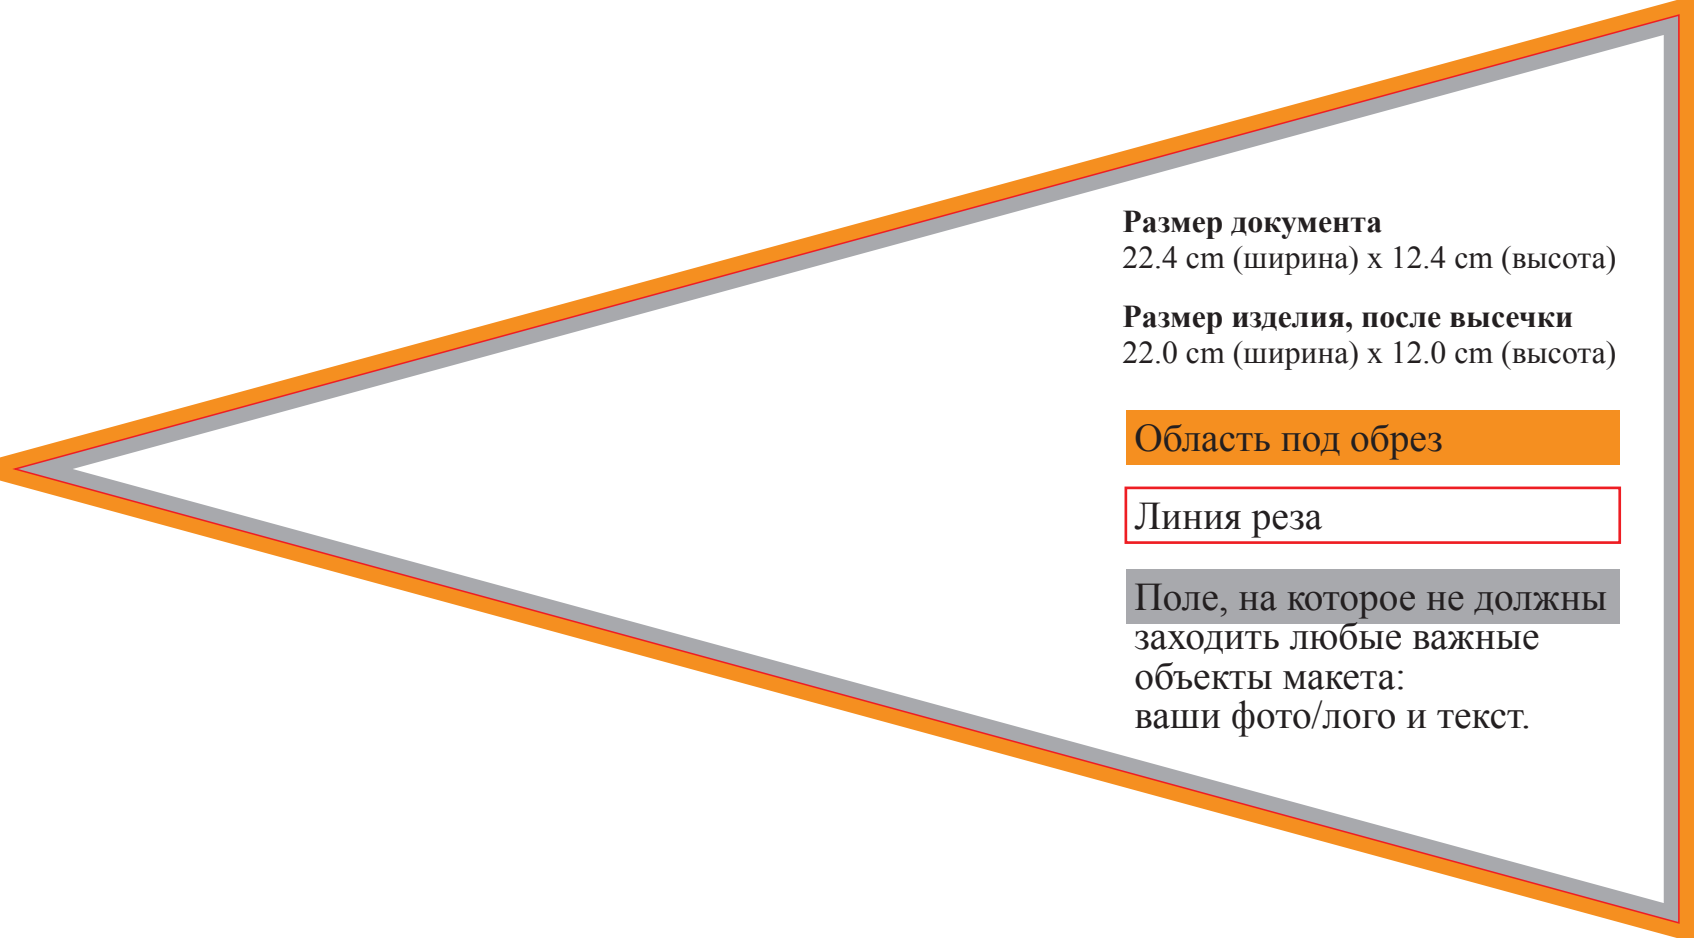 Размер документа
22.4 cm (ширина) x 12.4 cm (высота)
Размер изделия, после высечки
22.0 cm (ширина) x 12.0 cm (высота)
Область под обрез
Линия реза
Поле, на которое не должны
заходить любые важные
объекты макета:
ваши фото/лого и текст.